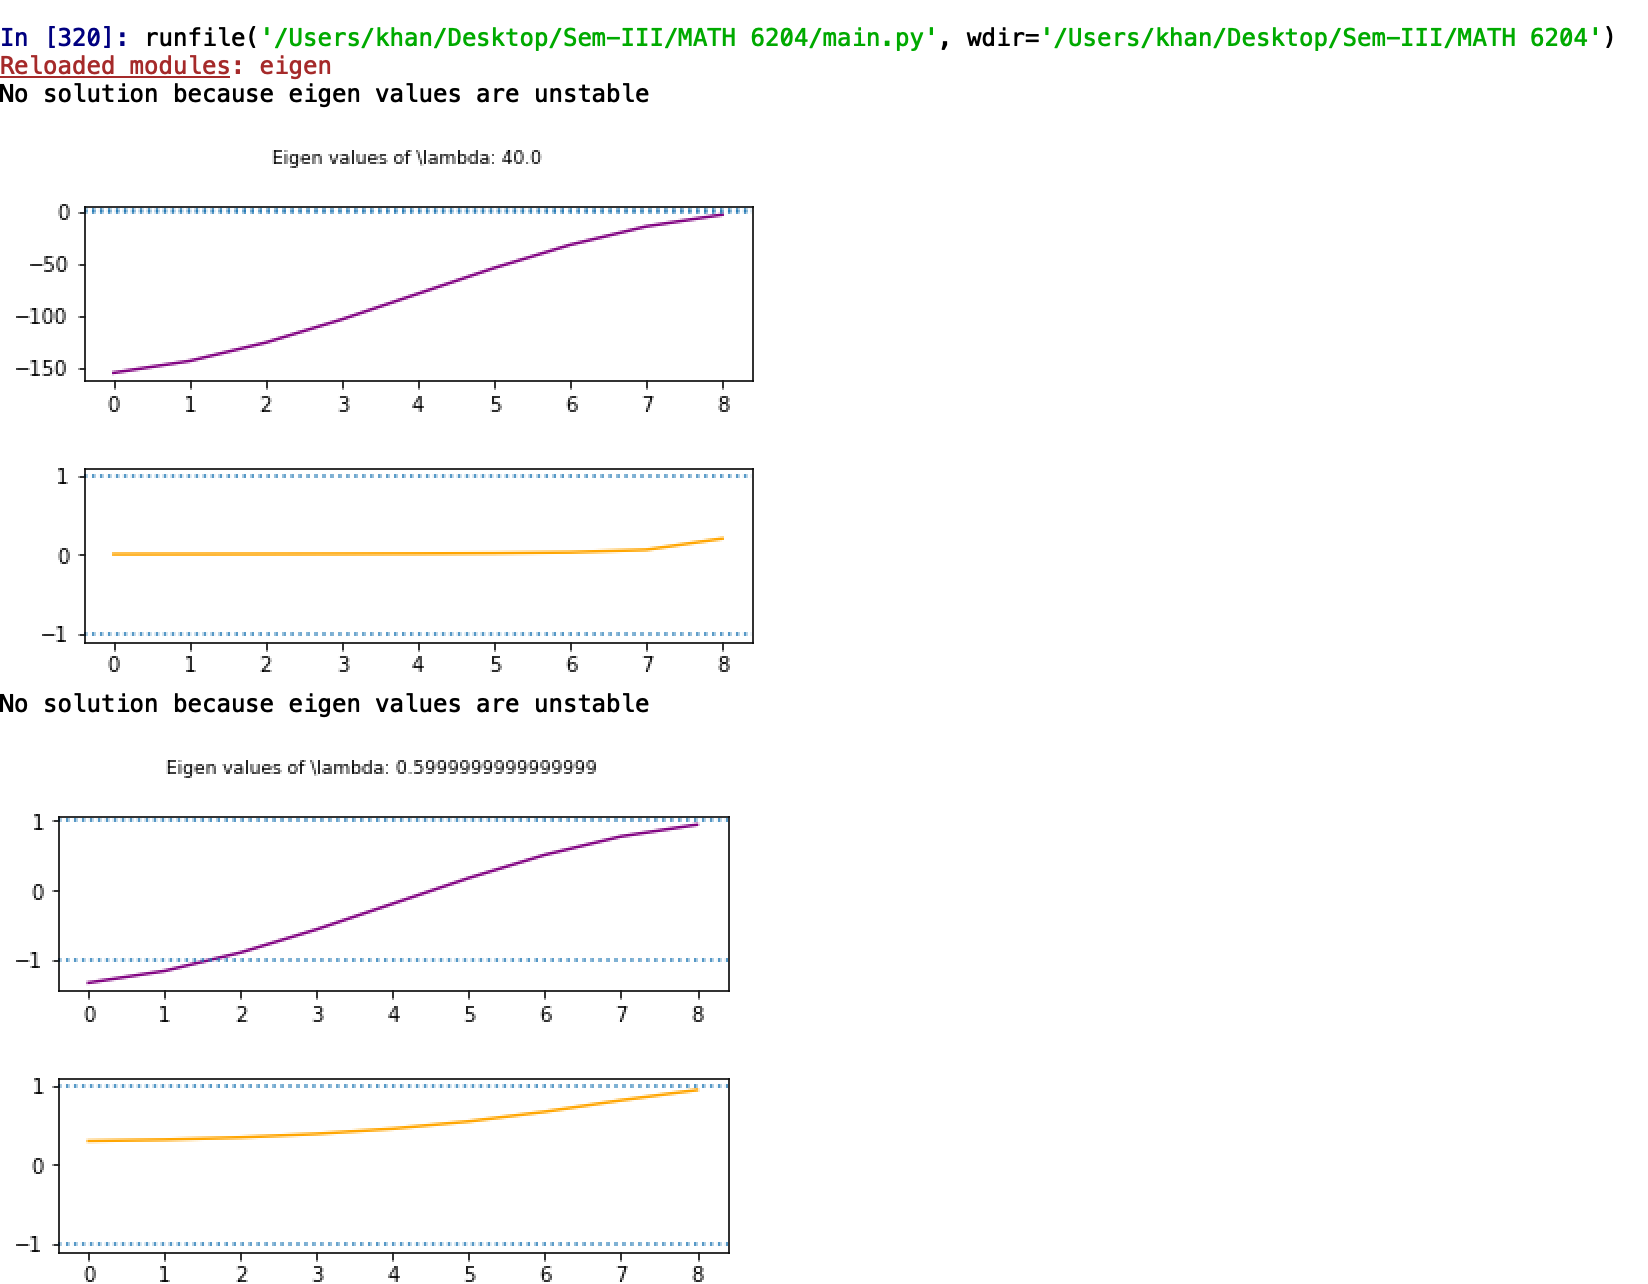 In [320]: runfile('/Users/khan/Desktop/Sem-III/MATH 6204/main.py', wdir='/Users/khan/Desktop/Sem-III/MATH 6204')
Reloaded modules: eigen
No solution because eigen values are unstable
Eigen values of \lambda: 40.0
0
−50
−100
−150
0 1 2 3 4 5 6 7 8
1
0
−1
0 1 2 3 4 5 6 7 8
No solution because eigen values are unstable
Eigen values of \lambda: 0.5999999999999999
1
0
−1
0 1 2 3 4 5 6 7 8
1
0
−1
0 1 2 3 4 5 6 7 8